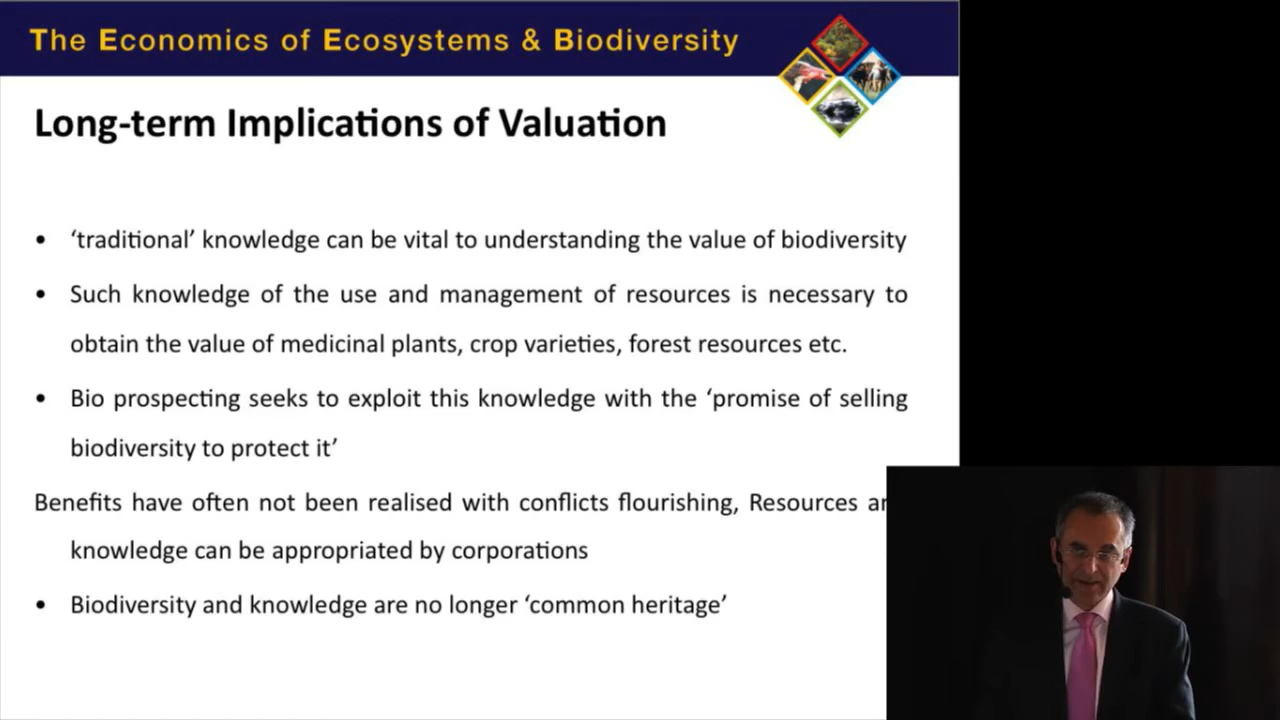 The Economics of Ecosystems & Biodiversity
Long-term Implications of Valuation
• ‘traditional’ knowledge can be vital to understanding the value of biodiversity
• Such knowledge of the use and management of resources is necessary to
obtain the value of medicinal plants, crop varieties, forest resources etc.
• Bio prospecting seeks to exploit this knowledge with the ‘promise of selling
biodiversity to protect it’
Benefits have often not been realised with conflicts flourishing, Resources
knowledge can be appropriated by corporations
• Biodiversity and knowledge are no longer ‘common heritage’